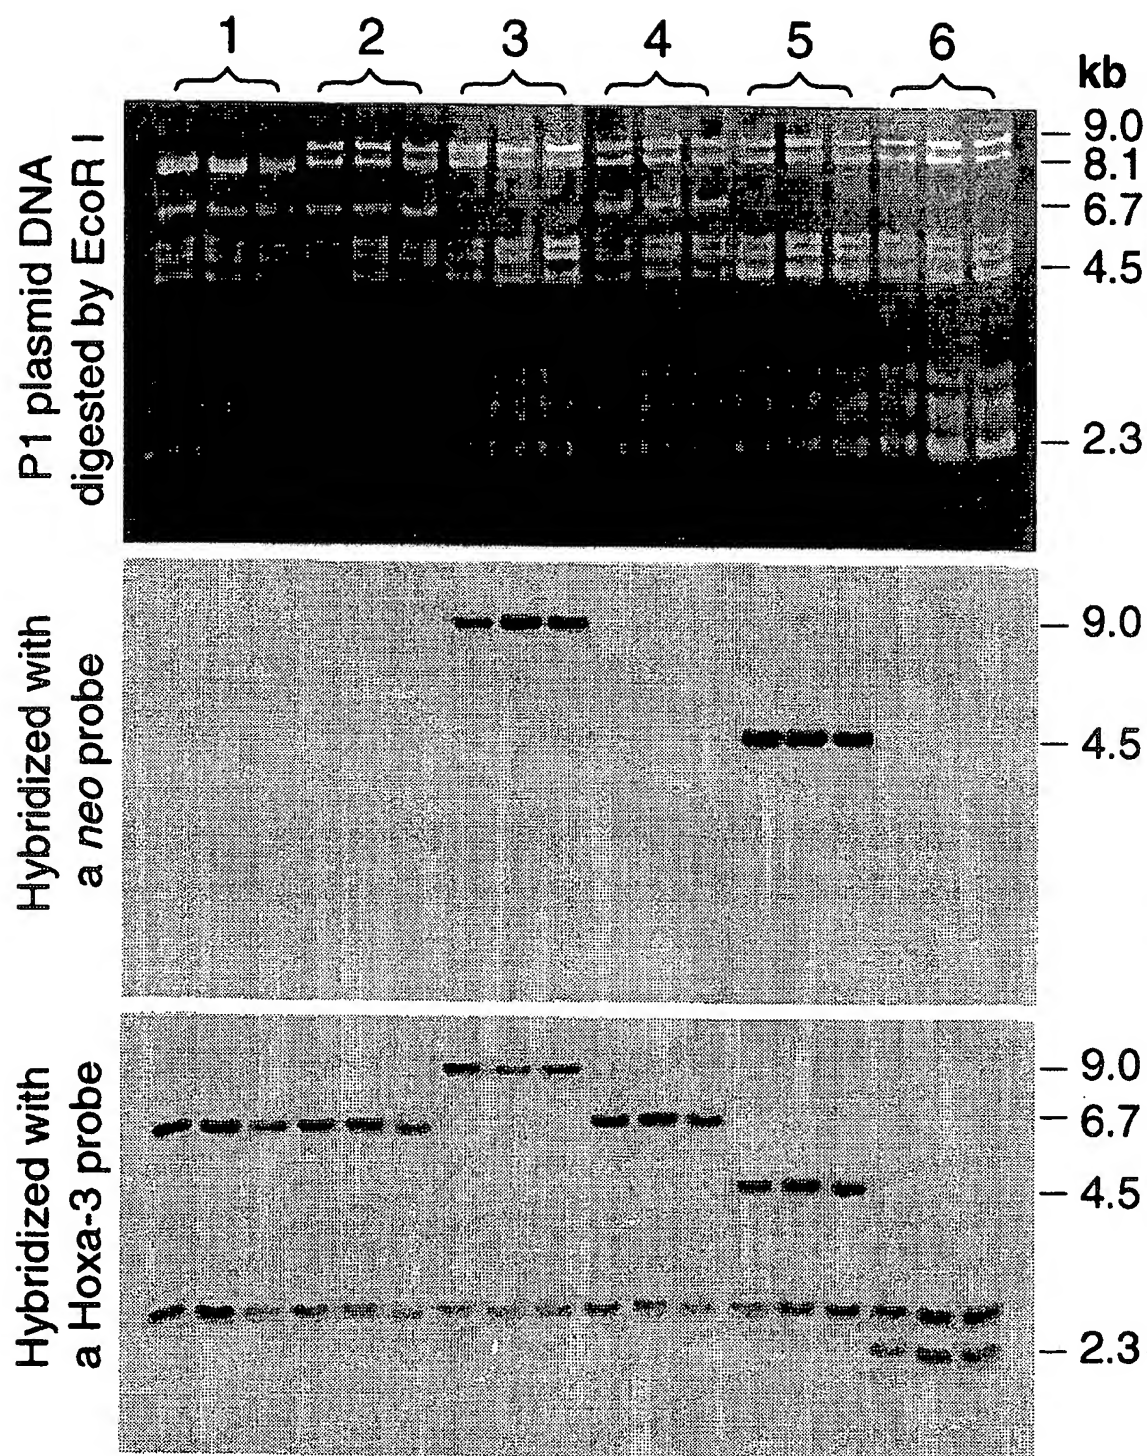 1 2 3 4 5 6
kb
P1 plasmid DNA
digested by EcoR I
9.0
8.1
6.7
4.5
2.3
Hybridized with
a neo probe
9.0
4.5
Hybridized with
a Hoxa-3 probe
9.0
6.7
4.5
2.3